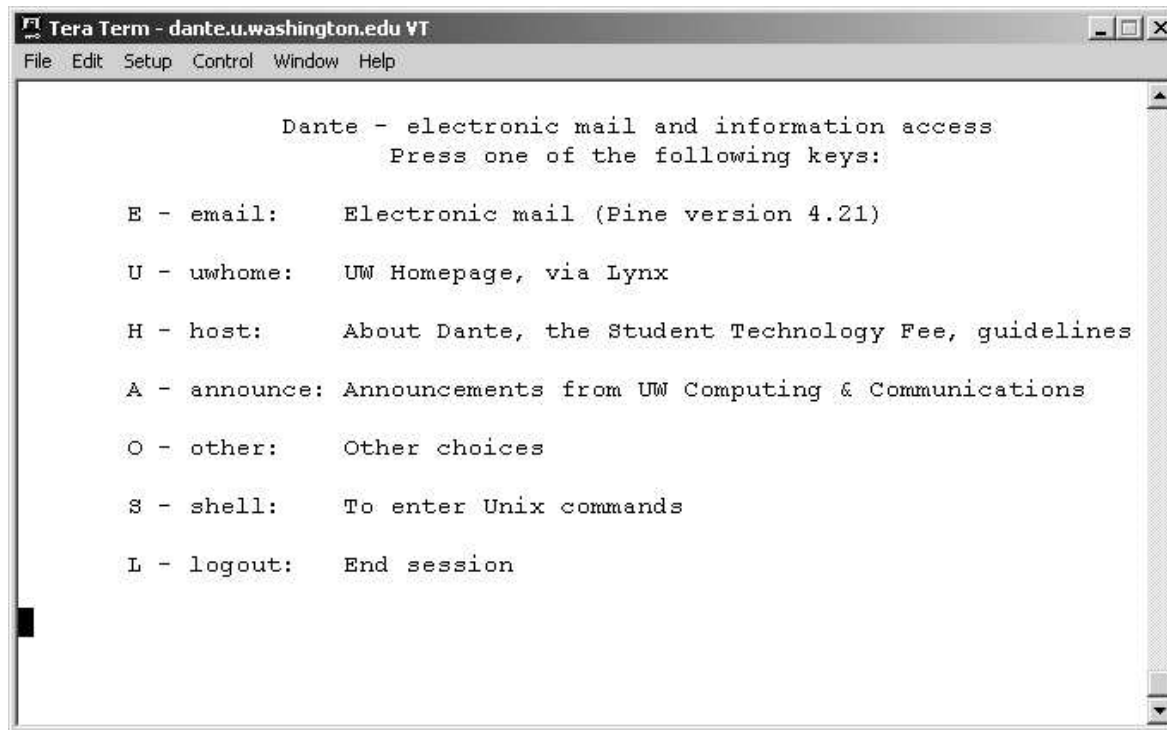 Tera Term - dante.u.washington.edu VT
File Edit Setup Control Window Help
Dante - electronic mail and information access
Press one of the following keys:
E - email: Electronic mail (Pine version 4.21)
U - uwhome: UW Homepage, via Lynx
H - host: About Dante, the Student Technology Fee, guidelines
A - announce: Announcements from UW Computing & Communications
O - other: Other choices
S - shell: To enter Unix commands
L - logout: End session